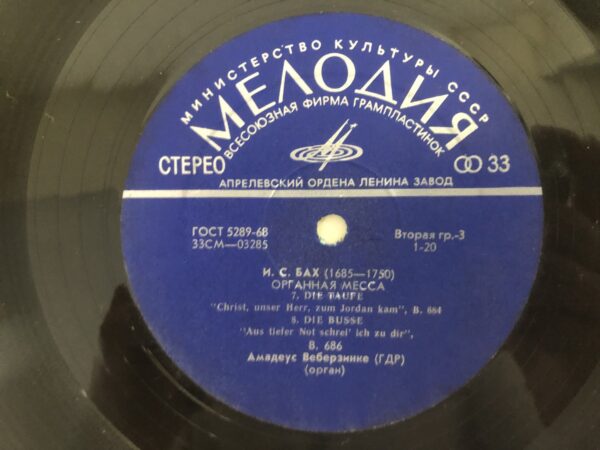 МИНИСТЕРСТВО КУЛЬТУРЫ СССР
МЕЛОДИЯ
ВСЕСОЮЗНАЯ ФИРМА ГРАМПЛАСТИНОК
СТЕРЕО 33
АПРЕЛЕВСКИЙ ОРДЕНА ЛЕНИНА ЗАВОД
ГОСТ 5289-68 Вторая гр.-3
33СМ—03285 1-20
И. С. БАХ (1685—1750)
ОРГАННАЯ МЕССА
7. DIE TAUFE
"Christ, unser Herr, zum Jordan kam", B. 684
8. DIE BUSSE
"Aus tiefer Not schrei' ich zu dir",
B. 686
Амадеус Веберзинке (ГДР)
(орган)